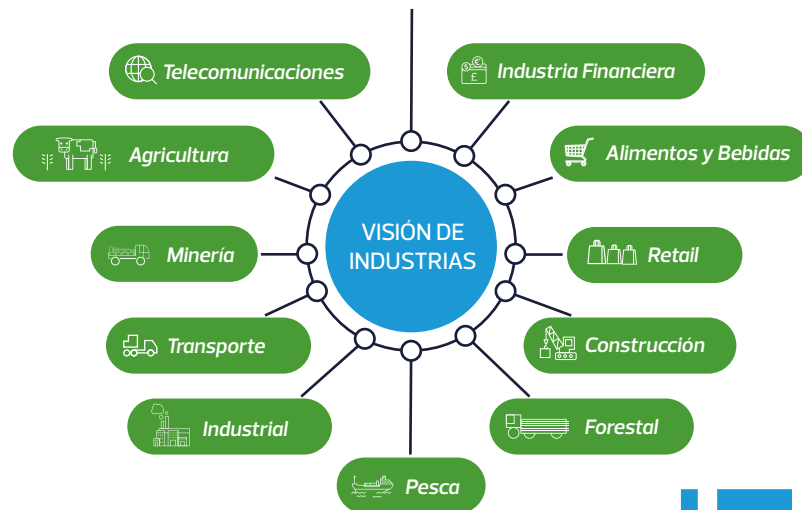 Telecomunicaciones
Industria Financiera
Agricultura
Alimentos y Bebidas
VISIÓN DE
INDUSTRIAS
Minería
Retail
Transporte
Construcción
Industrial
Forestal
Pesca